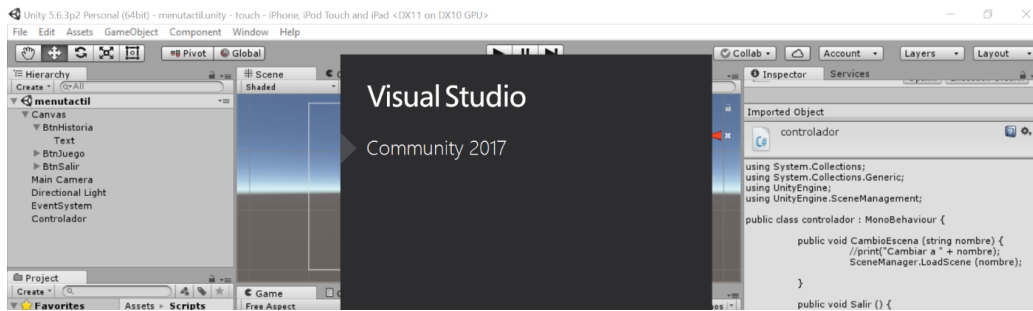 Unity 5.6.3p2 Personal (64bit) - menutactil.unity - touch - iPhone, iPod Touch and iPad <DX11 on DX10 GPU>
File Edit Assets GameObject Component Window Help
Pivot Global
Collab Account Layers Layout
Hierarchy
Create All
menutactil
Canvas
BtnHistoria
Text
BtnJuego
BtnSalir
Main Camera
Directional Light
EventSystem
Controlador
Project
Create
Favorites Assets Scripts
Scene
Shaded
Game
Free Aspect
Visual Studio
Community 2017
Inspector Services
Imported Object
controlador
C#
using System.Collections;
using System.Collections.Generic;
using UnityEngine;
using UnityEngine.SceneManagement;
public class controlador : MonoBehaviour {
public void CambioEscena (string nombre) {
//print("Cambiar a " + nombre);
SceneManager.LoadScene (nombre);
}
public void Salir () {